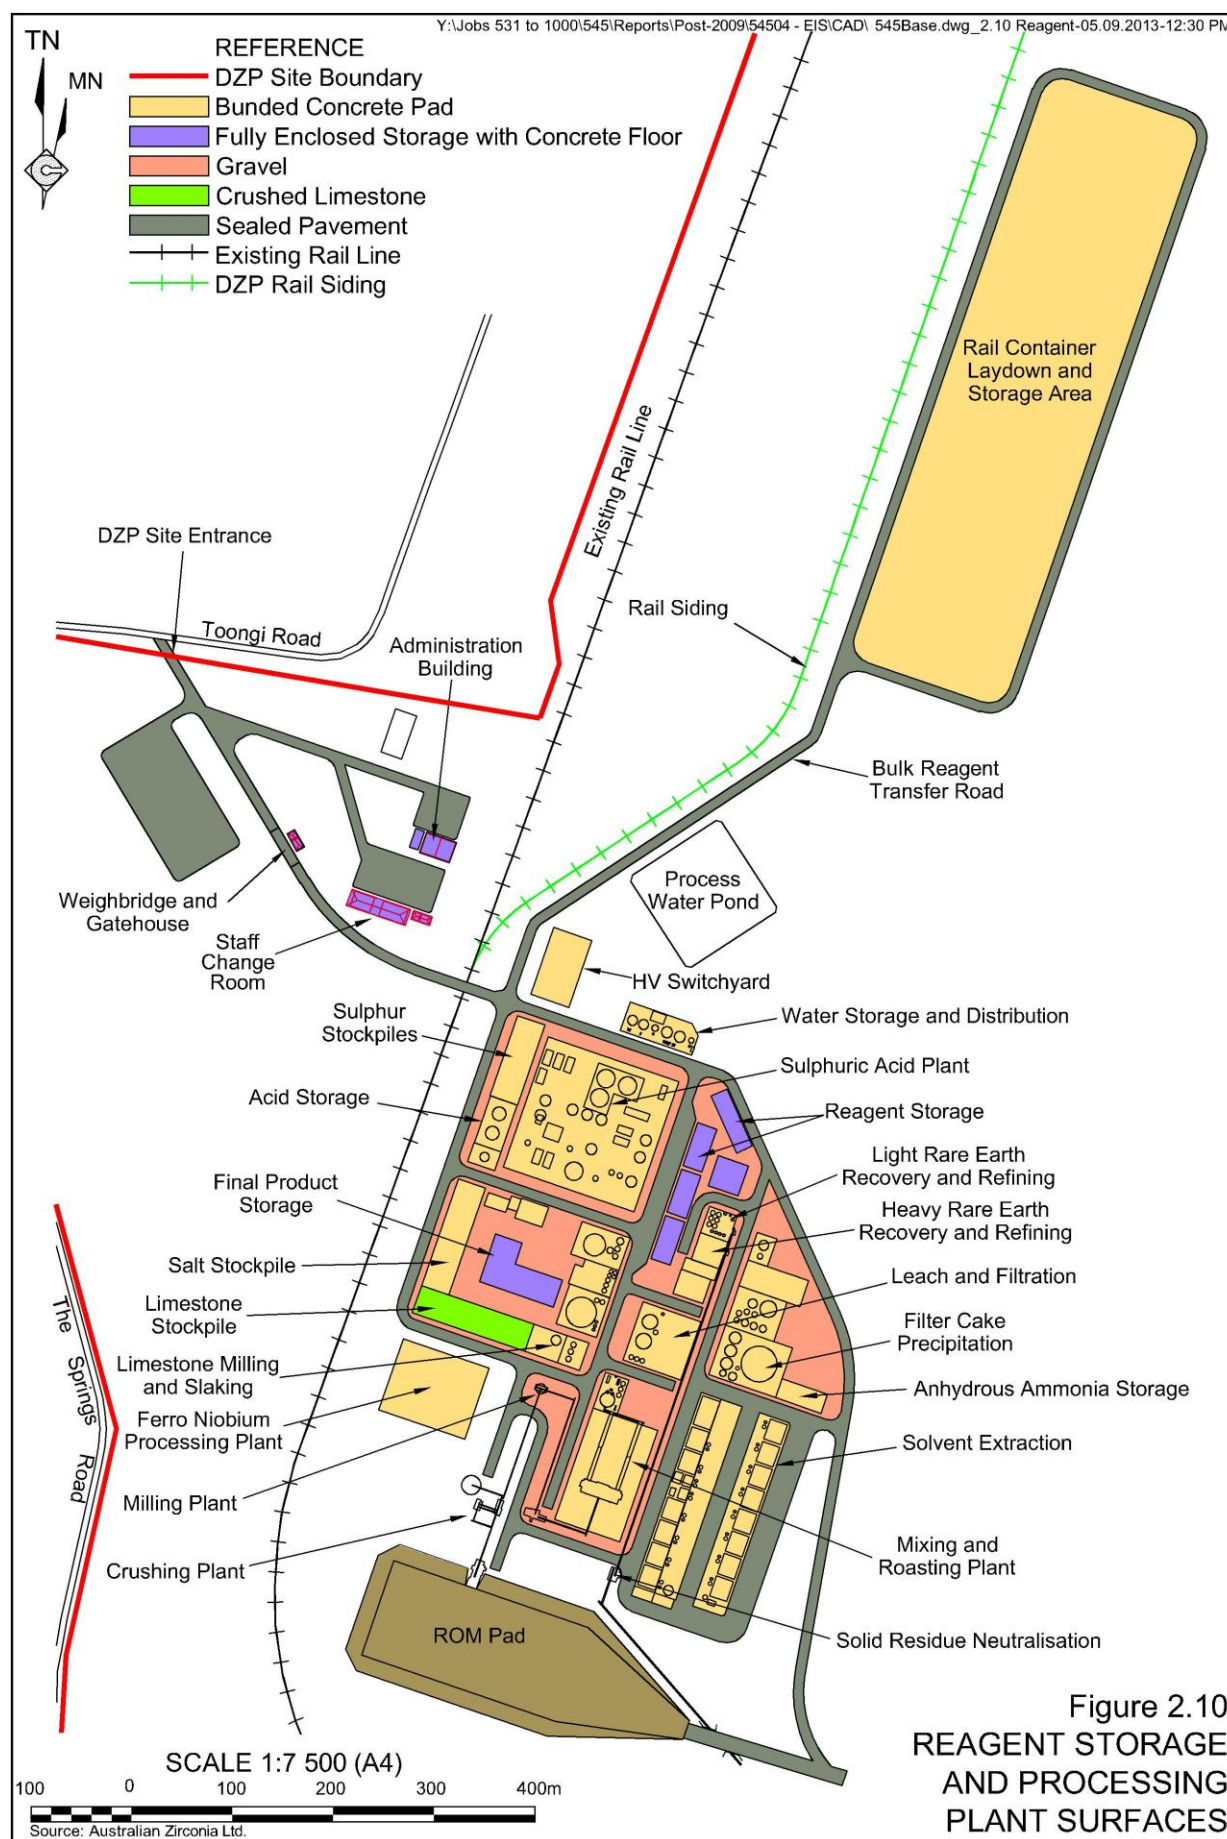 Y:\Jobs 531 to 1000\545\Reports\Post-2009\54504 - EIS\CAD\ 545Base.dwg_2.10 Reagent-05.09.2013-12:30 PM
TN
MN
REFERENCE
DZP Site Boundary
Bunded Concrete Pad
Fully Enclosed Storage with Concrete Floor
Gravel
Crushed Limestone
Sealed Pavement
Existing Rail Line
DZP Rail Siding
Rail Container
Laydown and
Storage Area
Existing Rail Line
DZP Site Entrance
Rail Siding
Toongi Road
Administration
Building
Bulk Reagent
Transfer Road
Process
Water Pond
Weighbridge and
Gatehouse
Staff
Change
Room
HV Switchyard
Sulphur
Stockpiles
Water Storage and Distribution
Sulphuric Acid Plant
Acid Storage
Reagent Storage
Light Rare Earth
Recovery and Refining
Final Product
Storage
Heavy Rare Earth
Recovery and Refining
Salt Stockpile
Leach and Filtration
Limestone
Stockpile
Filter Cake
Precipitation
Limestone Milling
and Slaking
Anhydrous Ammonia Storage
Ferro Niobium
Processing Plant
The Springs Road
Solvent Extraction
Milling Plant
Mixing and
Roasting Plant
Crushing Plant
ROM Pad
Solid Residue Neutralisation
Figure 2.10
REAGENT STORAGE
AND PROCESSING
PLANT SURFACES
SCALE 1:7 500 (A4)
100 0 100 200 300 400m
Source: Australian Zirconia Ltd.